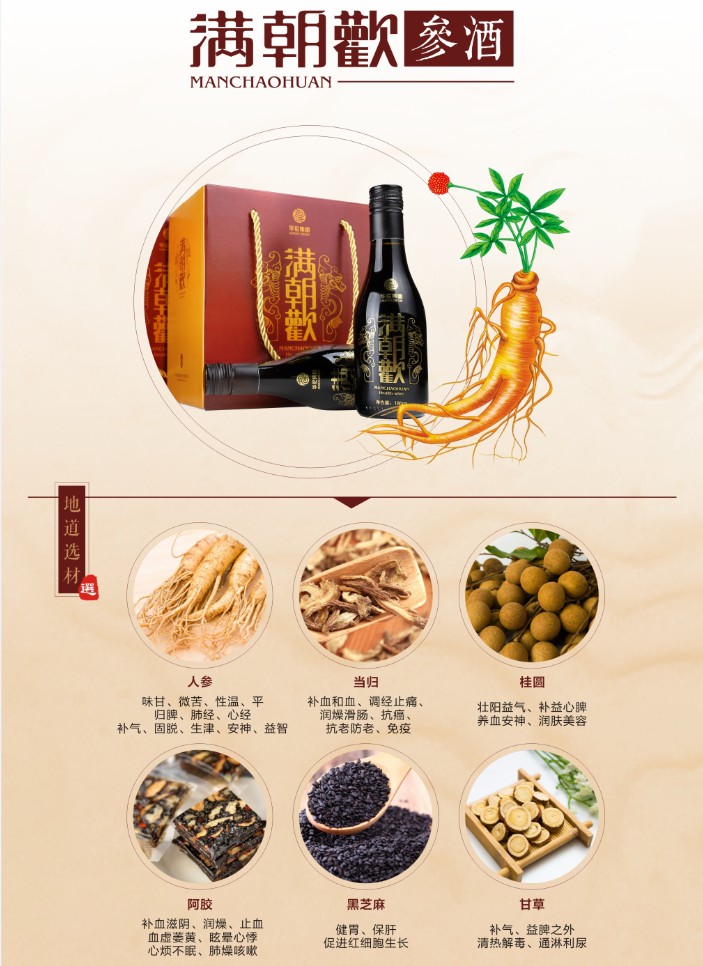 满朝歡 參酒
MANCHAOHUAN
满朝歡
满朝歡
MANCHAOHUAN
满朝歡
满朝歡
MANCHAOHUAN
地道选材
選
人参
味甘、微苦、性温、平
归脾、肺经、心经
补气、固脱、生津、安神、益智
当归
补血和血、调经止痛、
润燥滑肠、抗癌、
抗老防老、免疫
桂圆
壮阳益气、补益心脾
养血安神、润肤美容
阿胶
补血滋阴、润燥、止血
血虚萎黄、眩晕心悸
心烦不眠、肺燥咳嗽
黑芝麻
健胃、保肝
促进红细胞生长
甘草
补气、益脾之外
清热解毒、通淋利尿